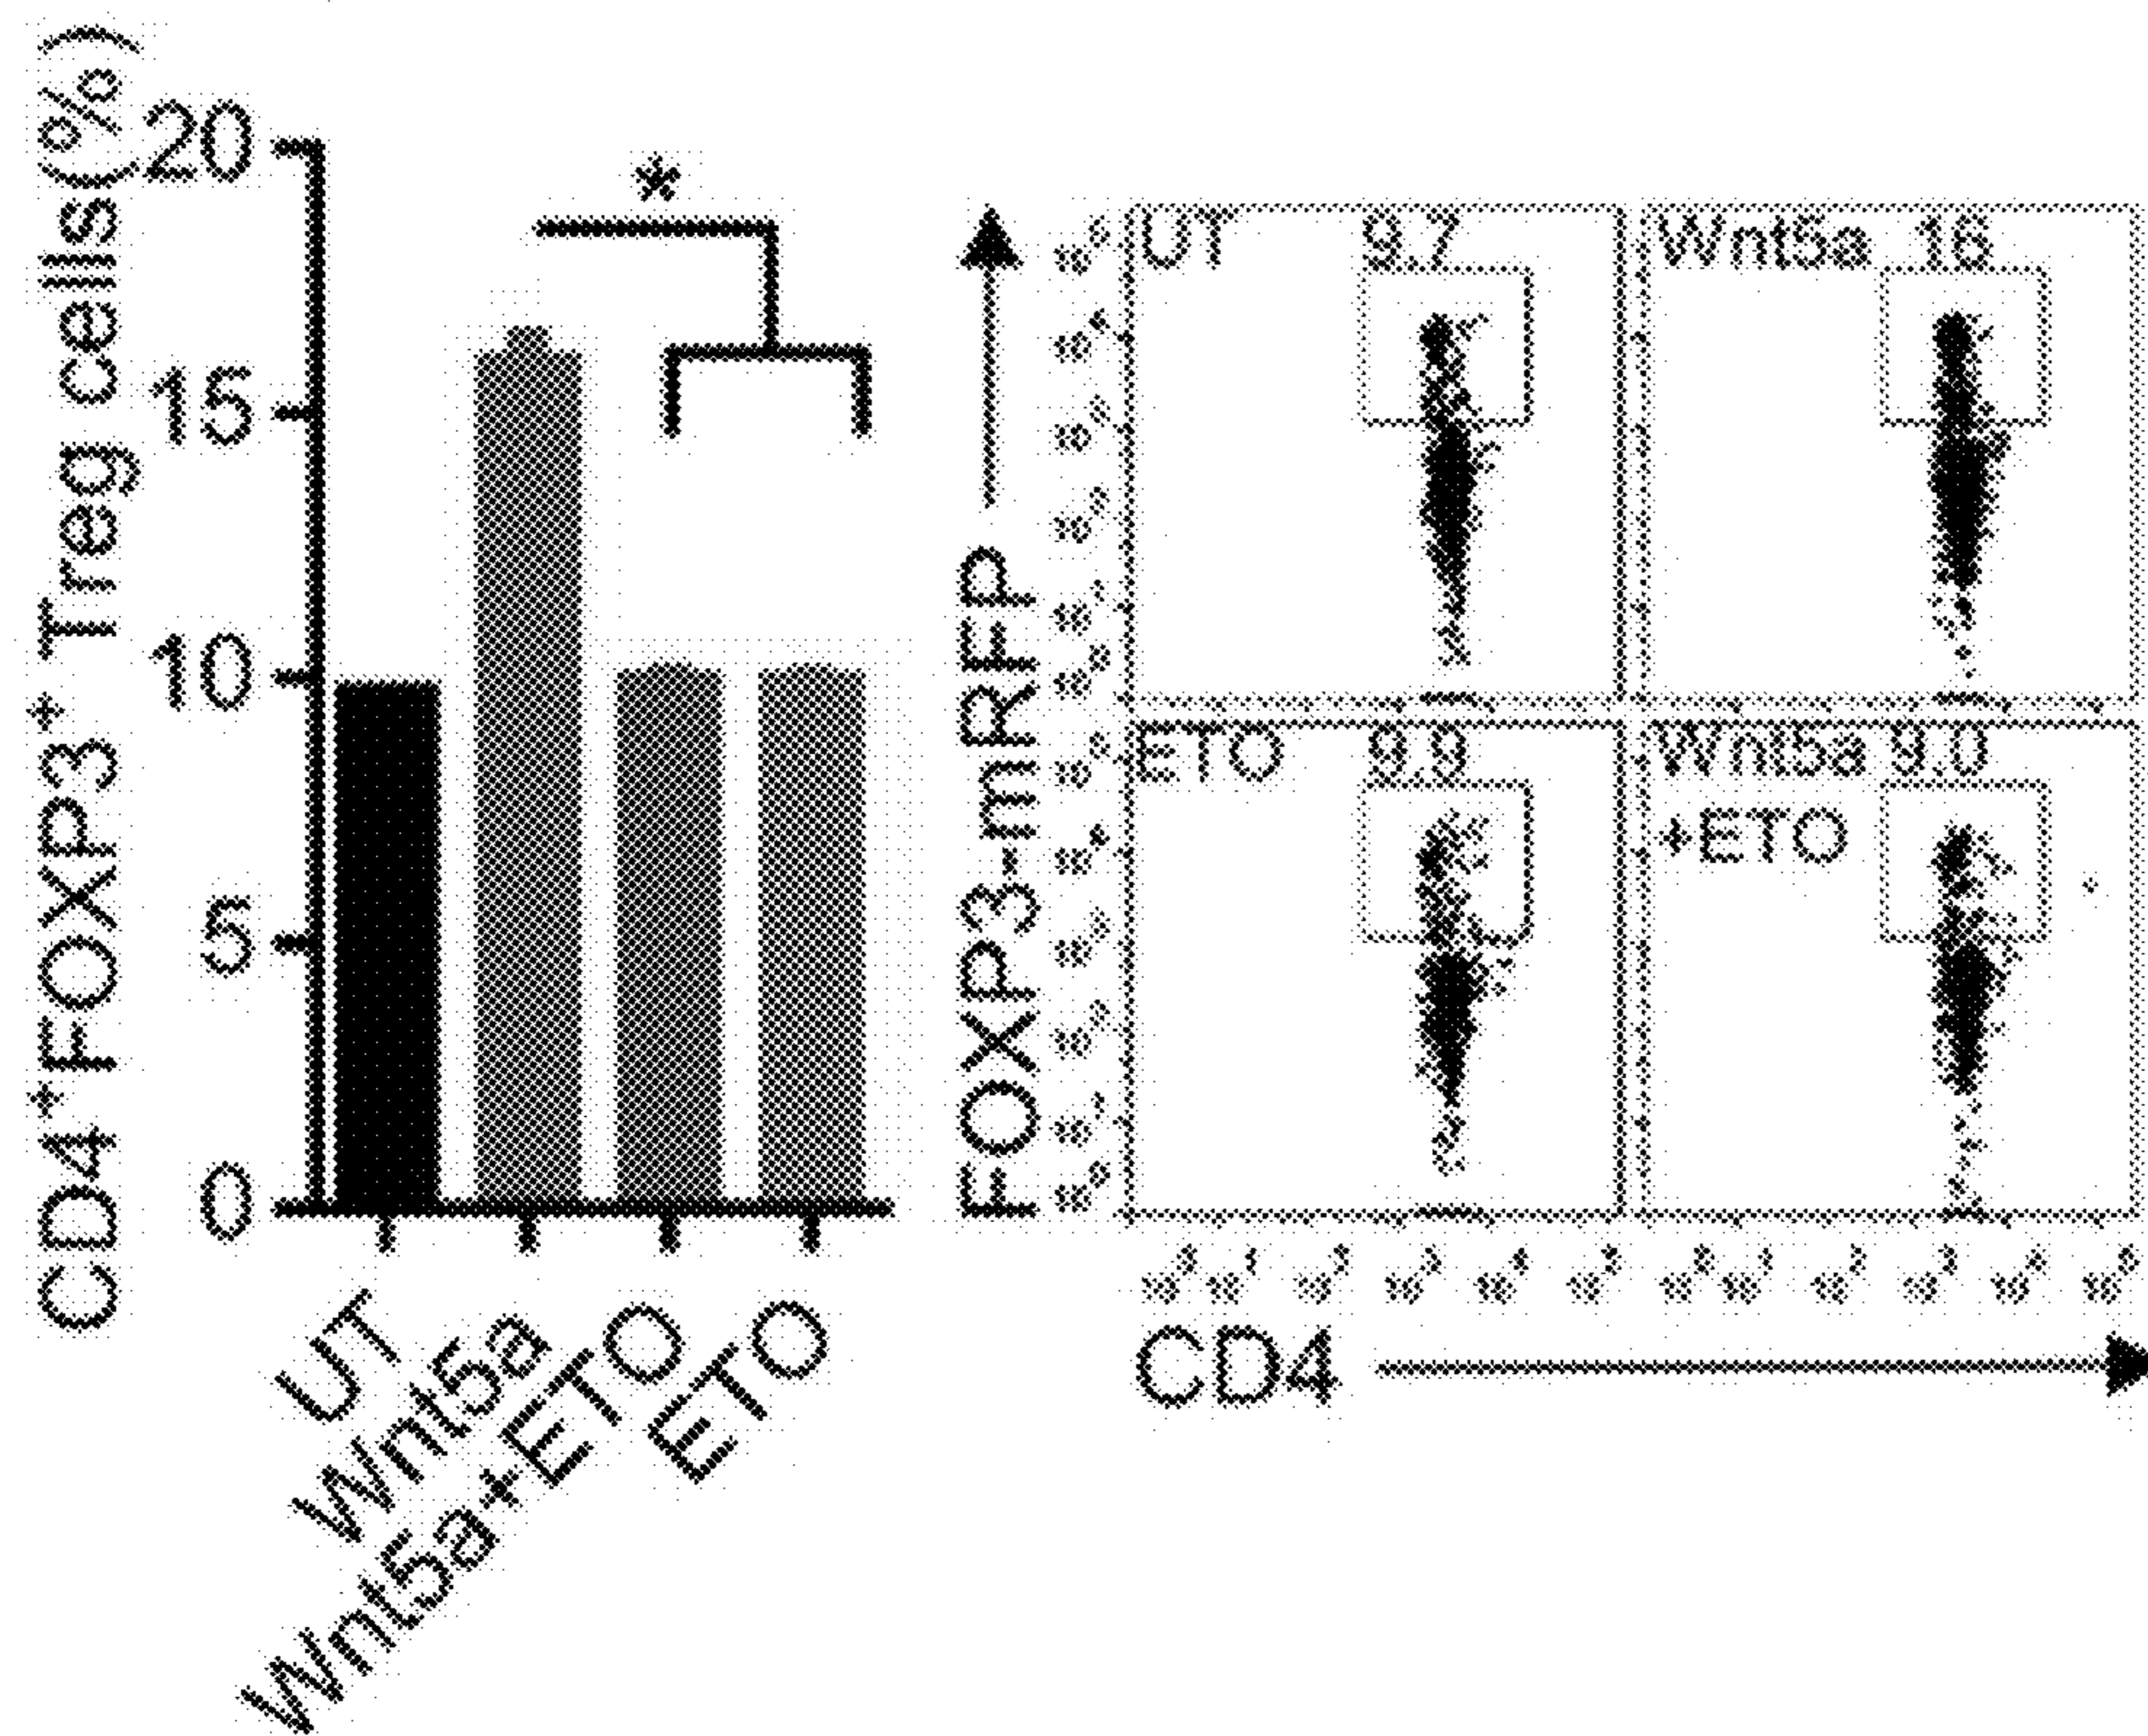 CD4⁺FOXP3⁺ Treg cells(%)
20
15
10
5
0
*
UT
Wnt5a
Wnt5a+ETO
ETO
FOXP3-mRFP
UT 9.7
Wnt5a 16
ETO 9.9
Wnt5a 9.0
+ETO
CD4